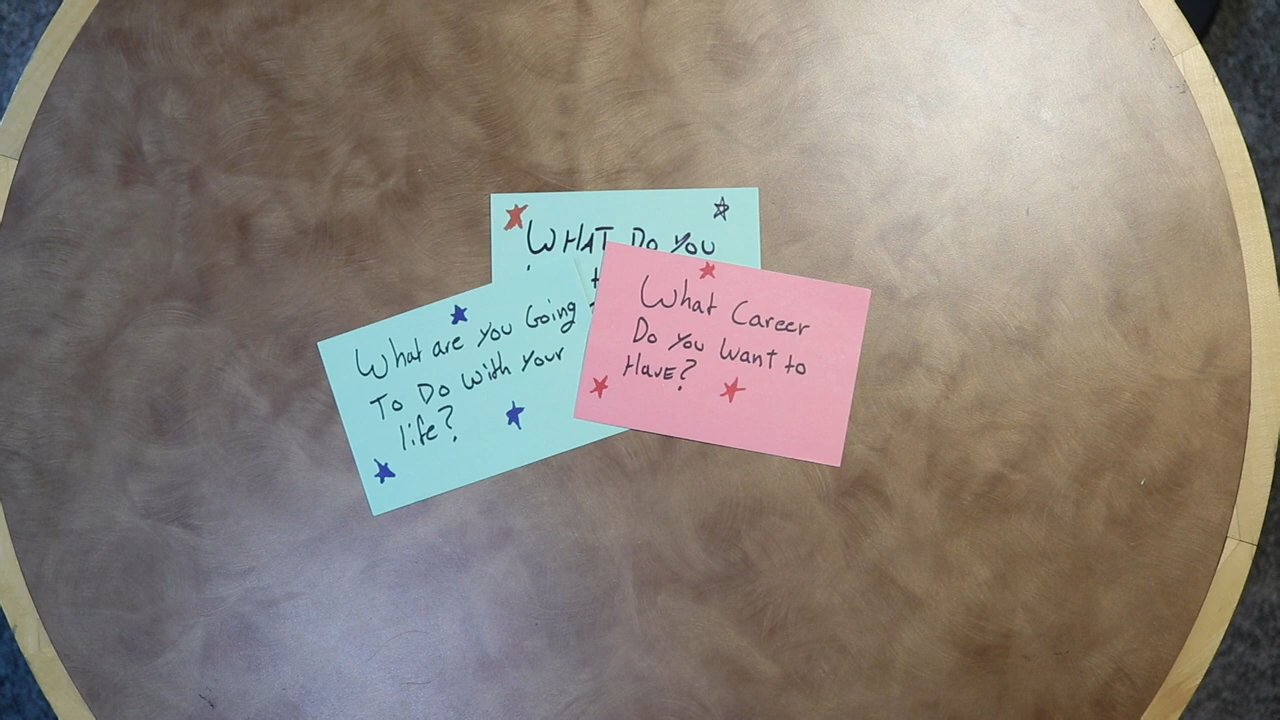 WHAT DO YOU
What are You Going
To Do With Your
life?
What Career
Do You Want to
Have?